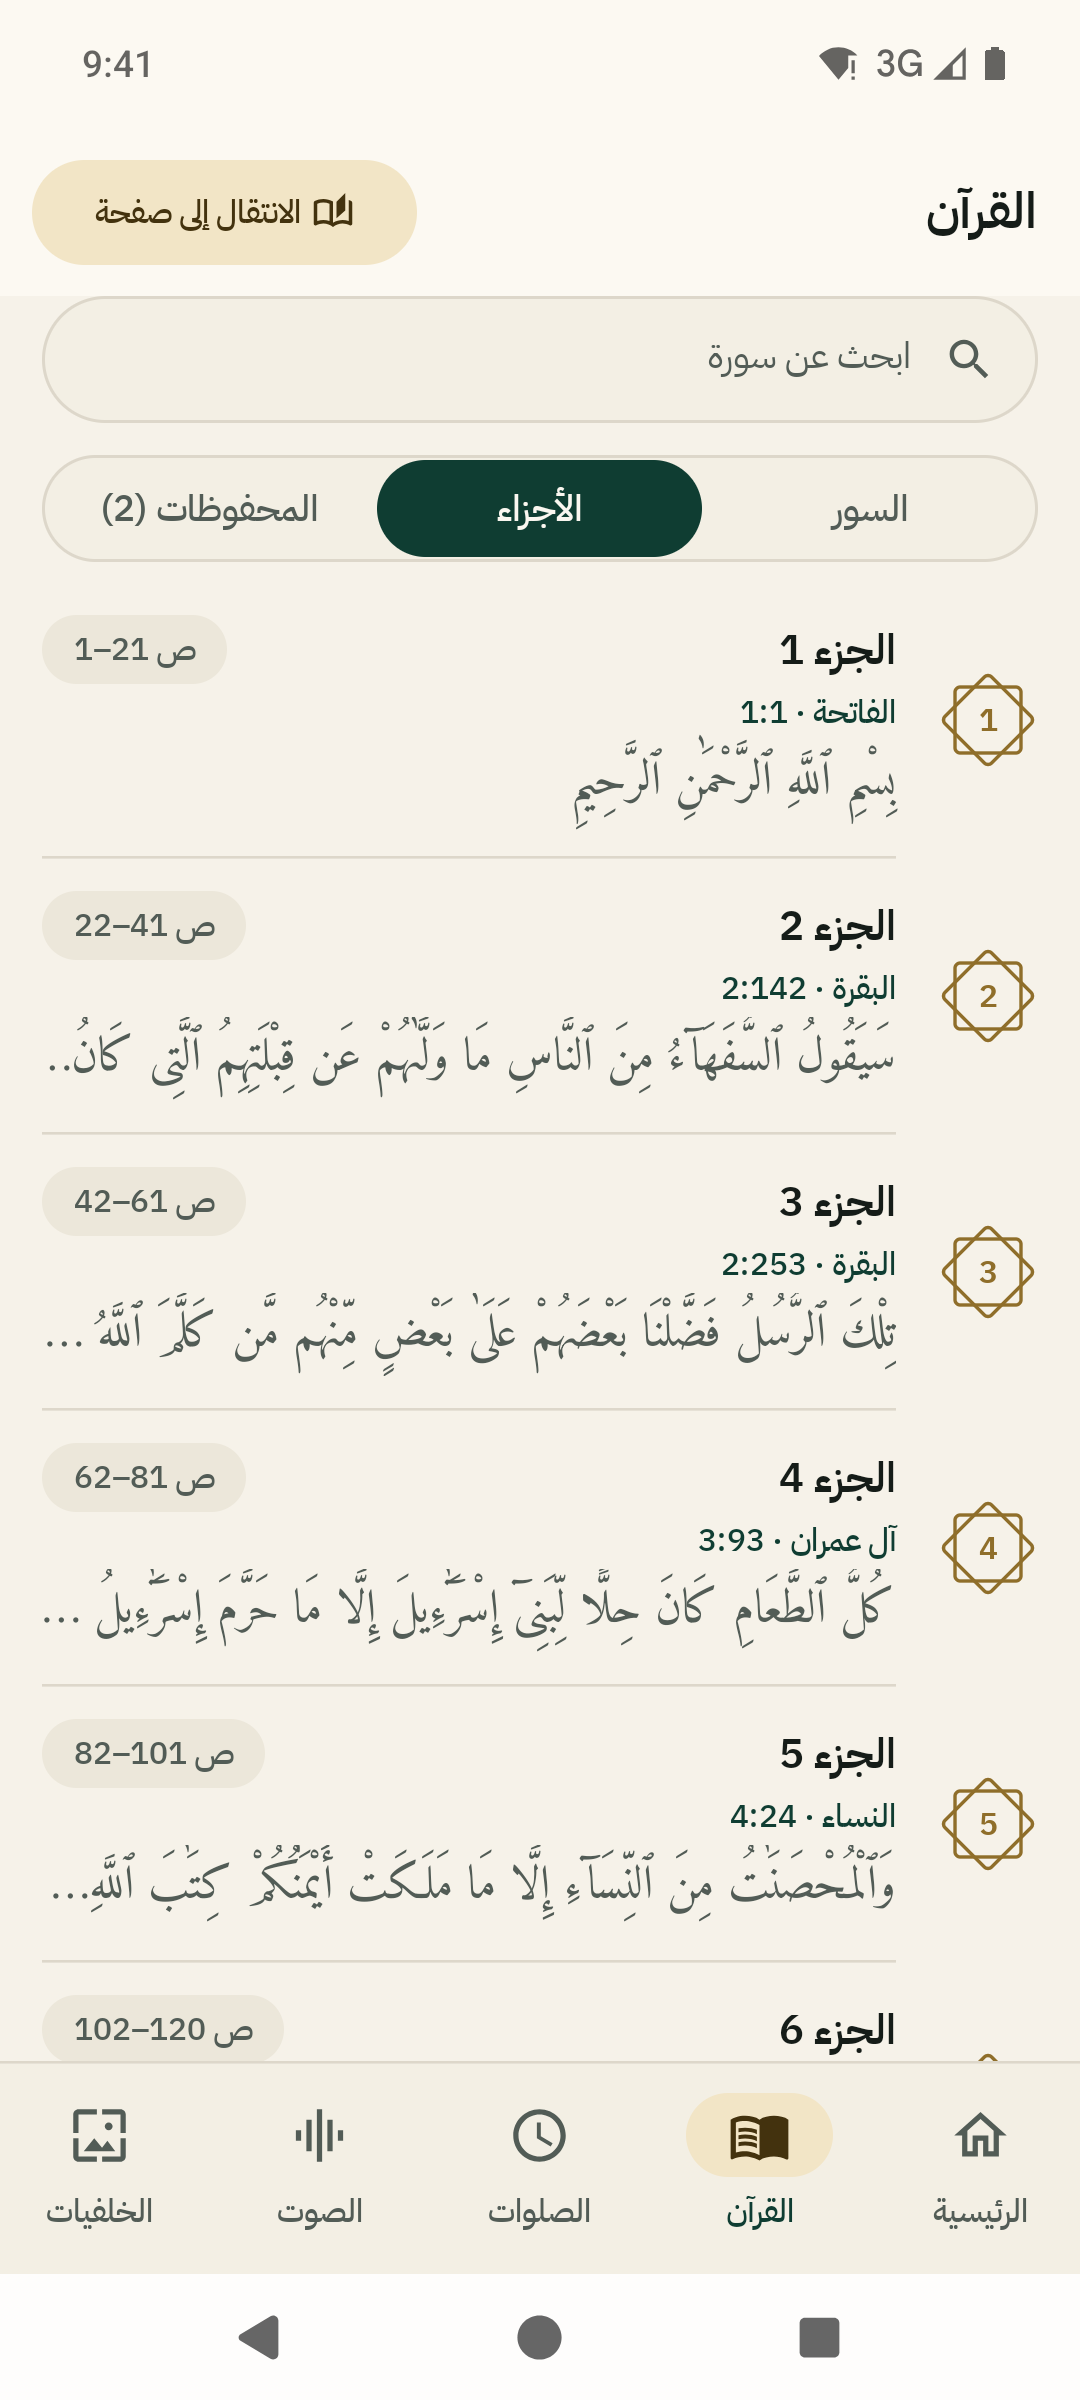 9:41 3G
القرآن
الانتقال إلى صفحة
ابحث عن سورة
السور الأجزاء المحفوظات (2)
1
الجزء 1
ص 1–21
الفاتحة · 1:1
بِسْمِ ٱللَّهِ ٱلرَّحْمَٰنِ ٱلرَّحِيمِ
2
الجزء 2
ص 22–41
البقرة · 2:142
سَيَقُولُ ٱلسُّفَهَآءُ مِنَ ٱلنَّاسِ مَا وَلَّىٰهُمْ عَن قِبْلَتِهِمُ ٱلَّتِى كَانُ..
3
الجزء 3
ص 42–61
البقرة · 2:253
تِلْكَ ٱلرُّسُلُ فَضَّلْنَا بَعْضَهُمْ عَلَىٰ بَعْضٍ مِّنْهُم مَّن كَلَّمَ ٱللَّهُ ...
4
الجزء 4
ص 62–81
آل عمران · 3:93
كُلُّ ٱلطَّعَامِ كَانَ حِلًّا لِّبَنِىٓ إِسْرَٰٓءِيلَ إِلَّا مَا حَرَّمَ إِسْرَٰٓءِيلُ ...
5
الجزء 5
ص 82–101
النساء · 4:24
وَٱلْمُحْصَنَٰتُ مِنَ ٱلنِّسَآءِ إِلَّا مَا مَلَكَتْ أَيْمَٰنُكُمْ كِتَٰبَ ٱللَّهِ...
الجزء 6
ص 102–120
الرئيسية القرآن الصلوات الصوت الخلفيات